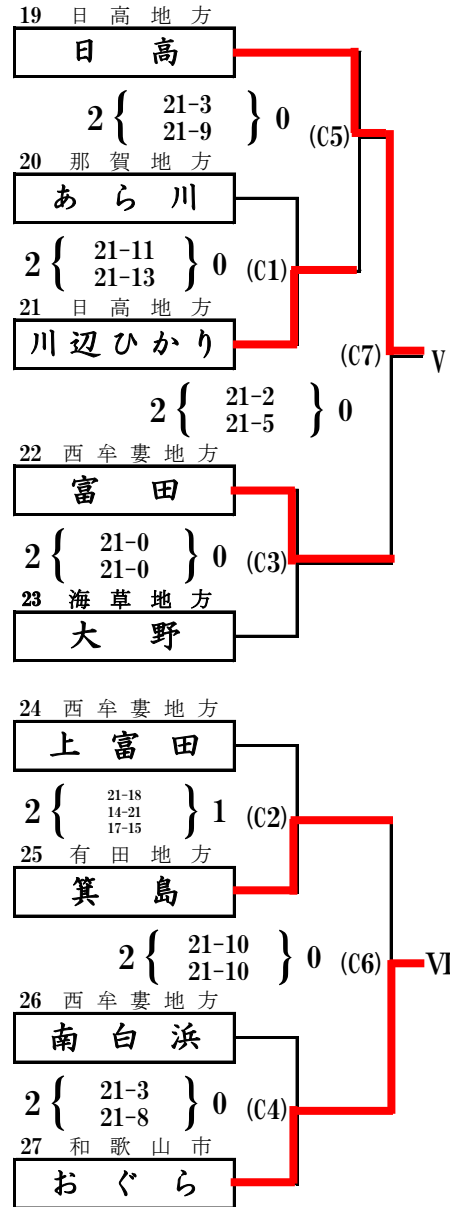 19 日高地方
日高
2 { 21-3 } 0
21-9
(C5)
20 那賀地方
あら川
2 { 21-11 } 0 (C1)
21-13
21 日高地方
川辺ひかり
(C7) V
2 { 21-2 } 0
21-5
22 西牟婁地方
富田
2 { 21-0 } 0 (C3)
21-0
23 海草地方
大野
24 西牟婁地方
上富田
2 { 21-18 } 1 (C2)
14-21
17-15
25 有田地方
箕島
2 { 21-10 } 0 (C6) VI
21-10
26 西牟婁地方
南白浜
2 { 21-3 } 0 (C4)
21-8
27 和歌山市
おぐら